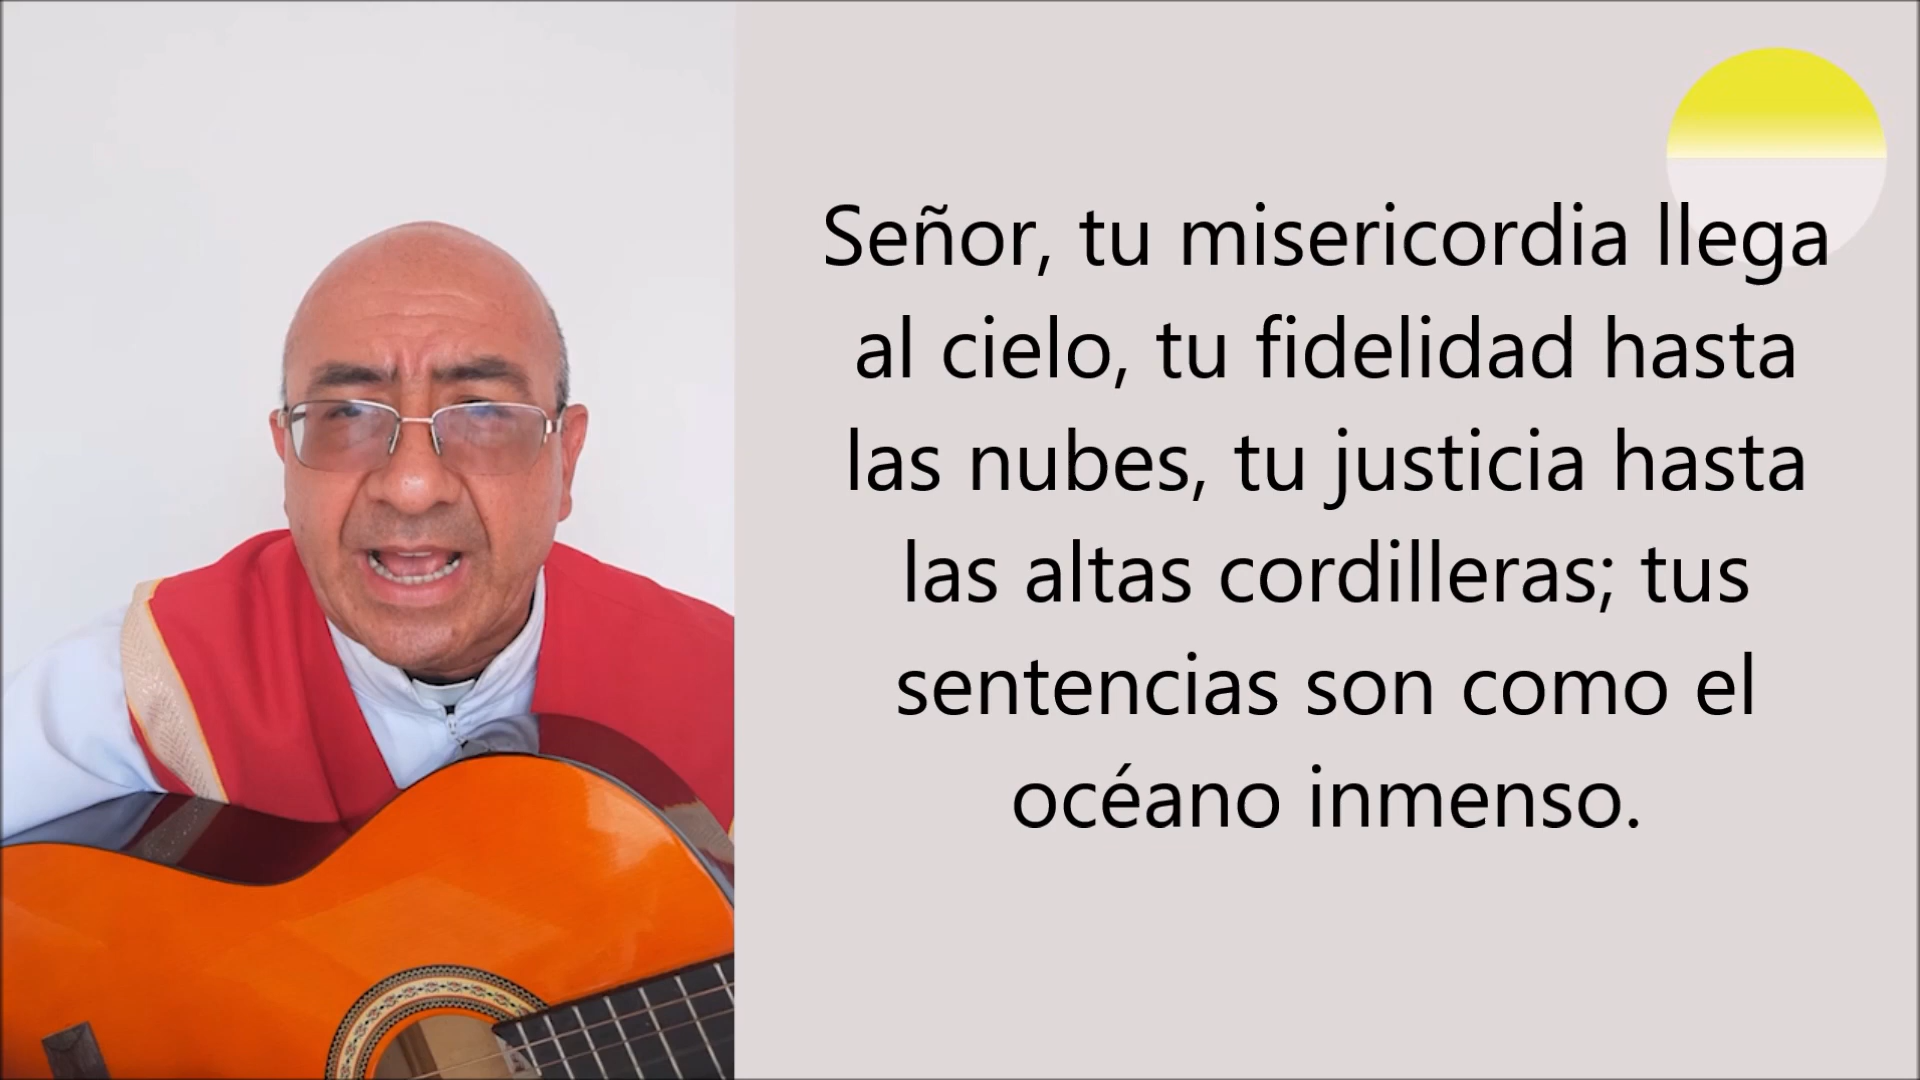 Señor, tu misericordia llega
al cielo, tu fidelidad hasta
las nubes, tu justicia hasta
las altas cordilleras; tus
sentencias son como el
océano inmenso.